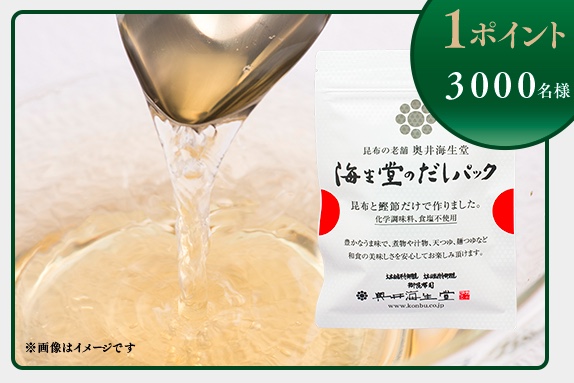 1ポイント
3000名様
昆布の老舗 奥井海生堂
海生堂のだしパック
昆布と鰹節だけで作りました。
化学調味料、食塩不使用
豊かなうま味で、煮物や汁物、天つゆ、麺つゆなど
和食の美味しさを安心してお楽しみ頂けます。
奥井海生堂
www.konbu.co.jp
※画像はイメージです